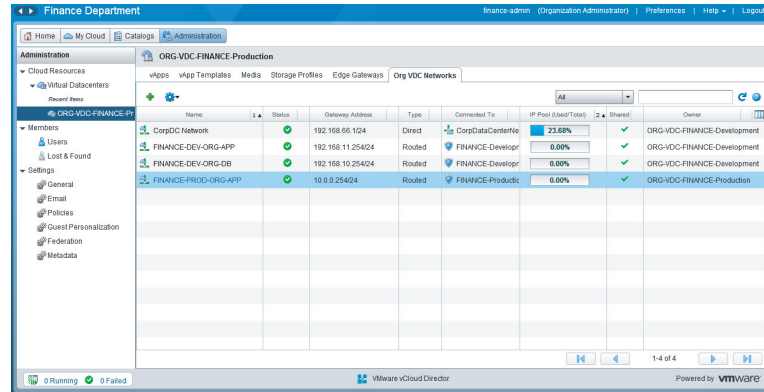 Finance Department
finance-admin (Organization Administrator) | Preferences | Help | Logout
Home My Cloud Catalogs Administration
Administration
Cloud Resources
Virtual Datacenters
Recent Items
ORG-VDC-FINANCE-Pr
Members
Users
Lost & Found
Settings
General
Email
Policies
Guest Personalization
Federation
Metadata
ORG-VDC-FINANCE-Production
vApps vApp Templates Media Storage Profiles Edge Gateways Org VDC Networks
All
Name 1 Status Gateway Address Type Connected To IP Pool (Used/Total) 2 Shared Owner
CorpDC Network 192.168.66.1/24 Direct CorpDataCenterNe 23.68% ORG-VDC-FINANCE-Development
FINANCE-DEV-ORG-APP 192.168.11.254/24 Routed FINANCE-Developr 0.00% ORG-VDC-FINANCE-Development
FINANCE-DEV-ORG-DB 192.168.10.254/24 Routed FINANCE-Developr 0.00% ORG-VDC-FINANCE-Development
FINANCE-PROD-ORG-APP 10.0.0.254/24 Routed FINANCE-Productic 0.00% ORG-VDC-FINANCE-Production
1-4 of 4
0 Running 0 Failed
VMware vCloud Director
Powered by vmware